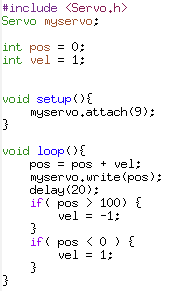 #include <Servo.h>
Servo myservo;

int pos = 0;
int vel = 1;


void setup(){
    myservo.attach(9);
}

void loop(){
    pos = pos + vel;
    myservo.write(pos);
    delay(20);
    if( pos > 100) {
        vel = -1;
    }
    if( pos < 0 ) {
        vel = 1;
    }
}